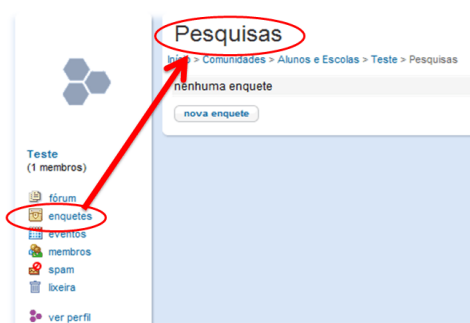 Pesquisas
Início > Comunidades > Alunos e Escolas > Teste > Pesquisas
nenhuma enquete
nova enquete
Teste
(1 membros)
fórum
enquetes
eventos
membros
spam
lixeira
ver perfil